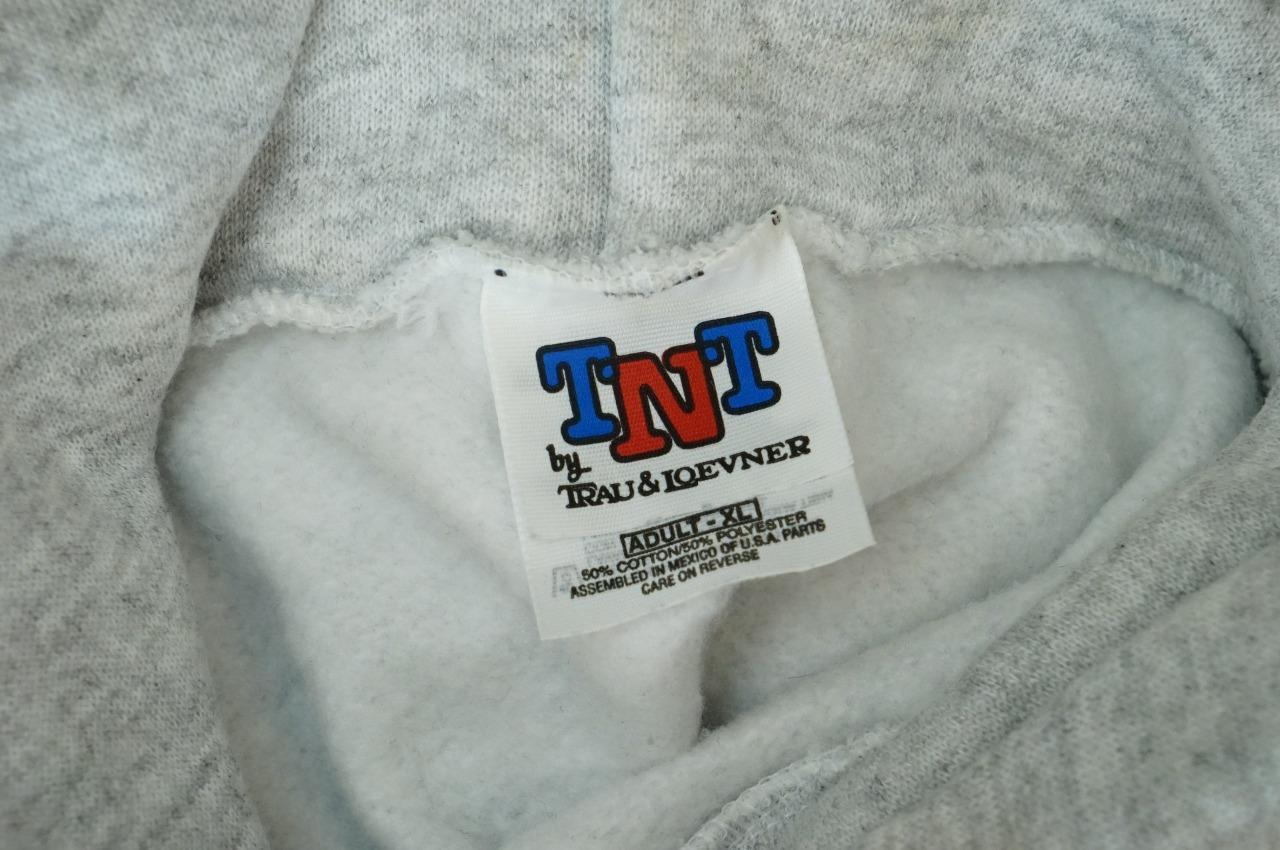 TNT
by
TRAU & LOEVNER
ADULT - XL
50% COTTON/50% POLYESTER
ASSEMBLED IN MEXICO OF U.S.A. PARTS
CARE ON REVERSE